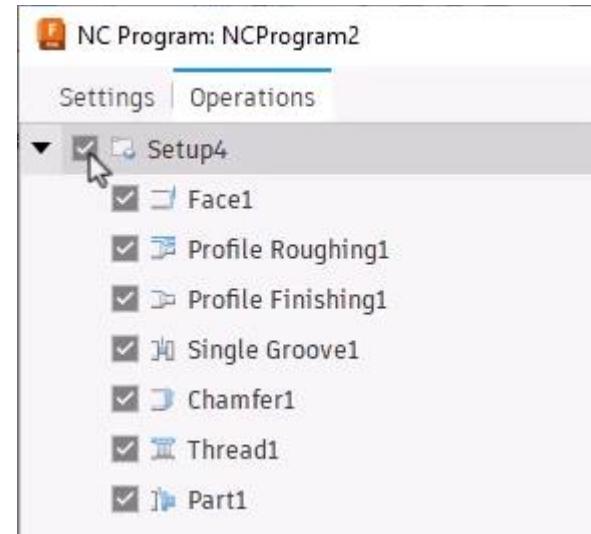 NC Program: NCProgram2
Settings | Operations
Setup4
Face1
Profile Roughing1
Profile Finishing1
Single Groove1
Chamfer1
Thread1
Part1